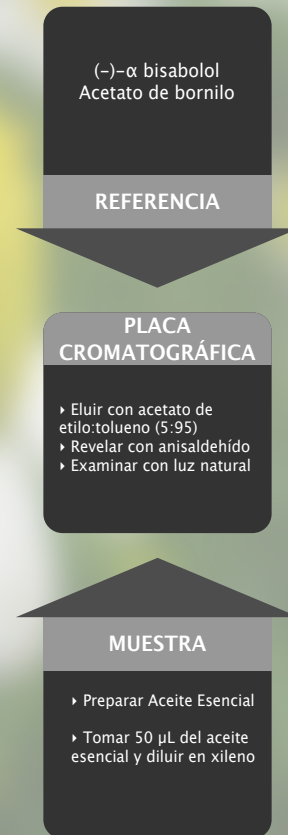 (-)-α bisabolol
Acetato de bornilo
REFERENCIA
PLACA
CROMATOGRÁFICA
‣ Eluir con acetato de
etilo:tolueno (5:95)
‣ Revelar con anisaldehído
‣ Examinar con luz natural
MUESTRA
‣ Preparar Aceite Esencial
‣ Tomar 50 µL del aceite
esencial y diluir en xileno